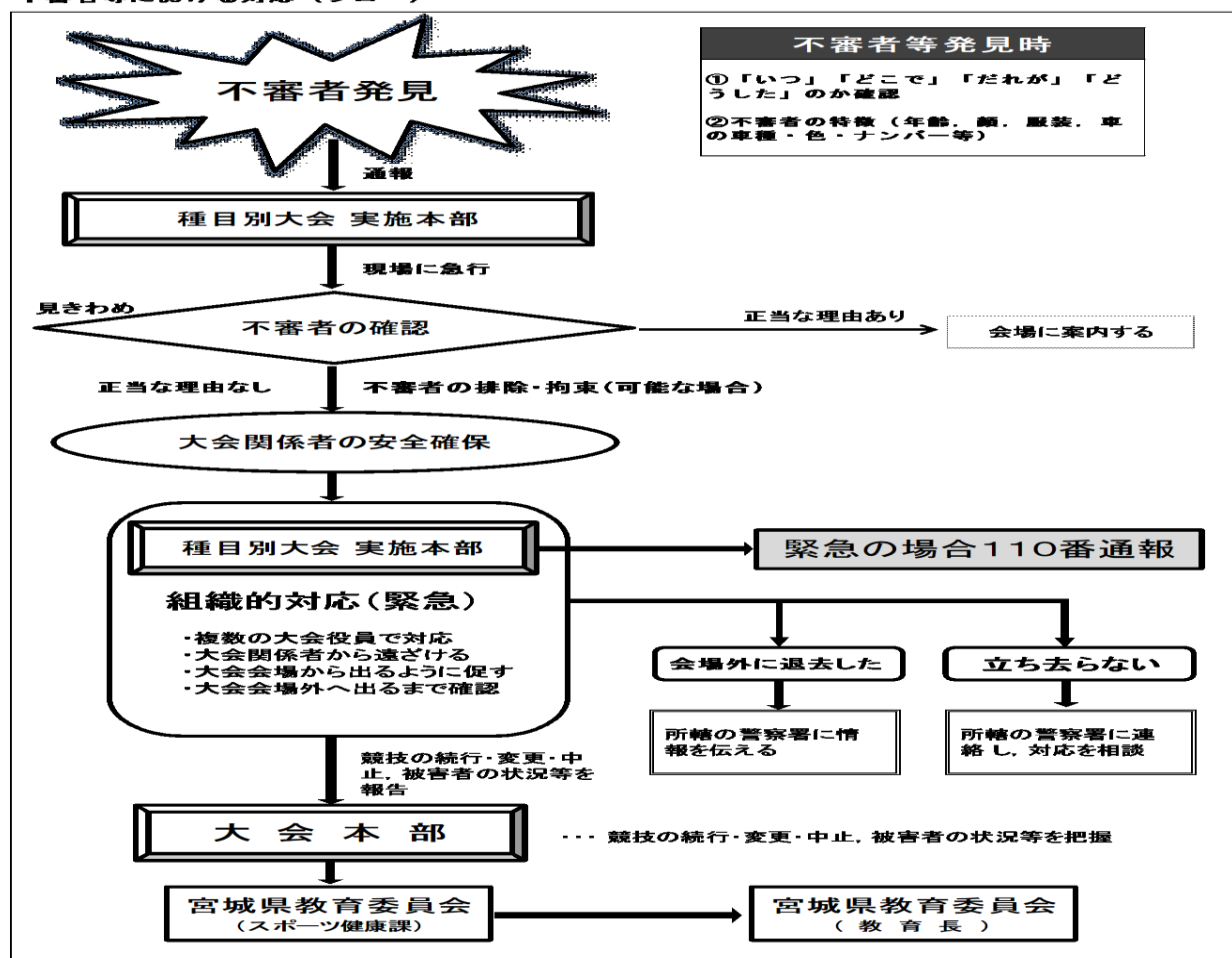 不審者発見
不審者等発見時
①「いつ」「どこで」「だれが」「ど
うした」のか確認
②不審者の特徴（年齢，顔，服装，車
の車種・色・ナンバー等）
通報
種目別大会 実施本部
現場に急行
見きわめ
不審者の確認
正当な理由あり
会場に案内する
正当な理由なし
不審者の排除・拘束（可能な場合）
大会関係者の安全確保
種目別大会 実施本部
緊急の場合110番通報
組織的対応（緊急）
・複数の大会役員で対応
・大会関係者から遠ざける
・大会会場から出るように促す
・大会会場外へ出るまで確認
会場外に退去した
立ち去らない
所轄の警察署に情
報を伝える
所轄の警察署に連
絡し，対応を相談
競技の続行・変更・中
止，被害者の状況等を
報告
大会本部
・・・ 競技の続行・変更・中止，被害者の状況等を把握
宮城県教育委員会
（スポーツ健康課）
宮城県教育委員会
（ 教 育 長 ）